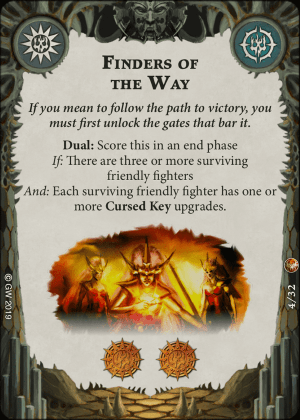 FINDERS OF
THE WAY
If you mean to follow the path to victory, you
must first unlock the gates that bar it.
Dual: Score this in an end phase
If: There are three or more surviving
friendly fighters
And: Each surviving friendly fighter has one or
more Cursed Key upgrades.
© GW 2019
4/32